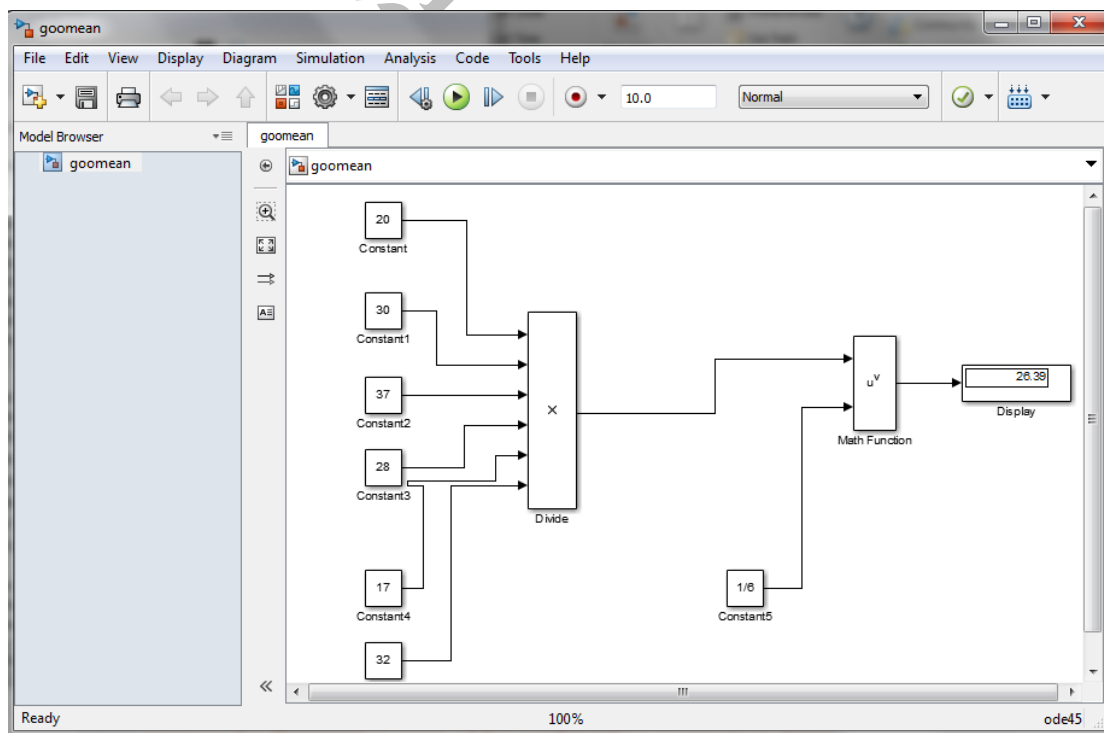 goomean
File Edit View Display Diagram Simulation Analysis Code Tools Help
10.0 Normal
Model Browser
goomean
goomean
goomean
20
Constant
30
Constant1
37
Constant2
28
Constant3
17
Constant4
32
×
Divide
1/6
Constant5
u^v
Math Function
26.39
Display
Ready 100% ode45